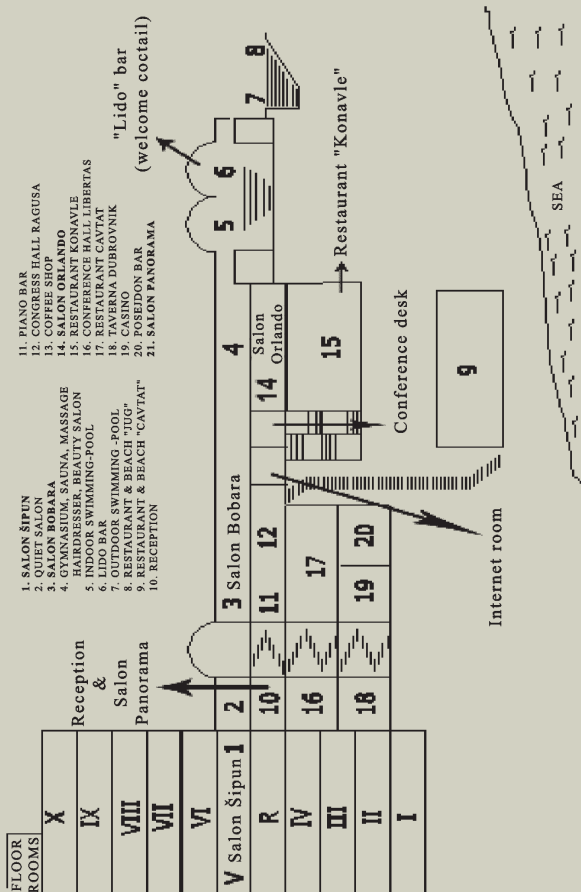 FLOOR
ROOMS
X
IX
VIII
VII
VI
V Salon Šipun 1
R
IV
III
II
I
Reception
&
Salon
Panorama
1. SALON ŠIPUN
2. QUIET SALON
3. SALON BOBARA
4. GYMNASIUM, SAUNA, MASSAGE
HAIRDRESSER, BEAUTY SALON
5. INDOOR SWIMMING-POOL
6. LIDO BAR
7. OUTDOOR SWIMMING -POOL
8. RESTAURANT & BEACH "JUG"
9. RESTAURANT & BEACH "CAVTAT"
10. RECEPTION
11. PIANO BAR
12. CONGRESS HALL RAGUSA
13. COFFEE SHOP
14. SALON ORLANDO
15. RESTAURANT KONAVLE
16. CONFERENCE HALL LIBERTAS
17. RESTAURANT CAVTAT
18. TAVERNA DUBROVNIK
19. CASINO
20. POSEIDON BAR
21. SALON PANORAMA
"Lido" bar
(welcome coctail)
2
3 Salon Bobara
4
5
6
7
8
10
11
12
14
Salon
Orlando
16
17
15
Restaurant "Konavle"
18
19
20
Conference desk
9
Internet room
SEA